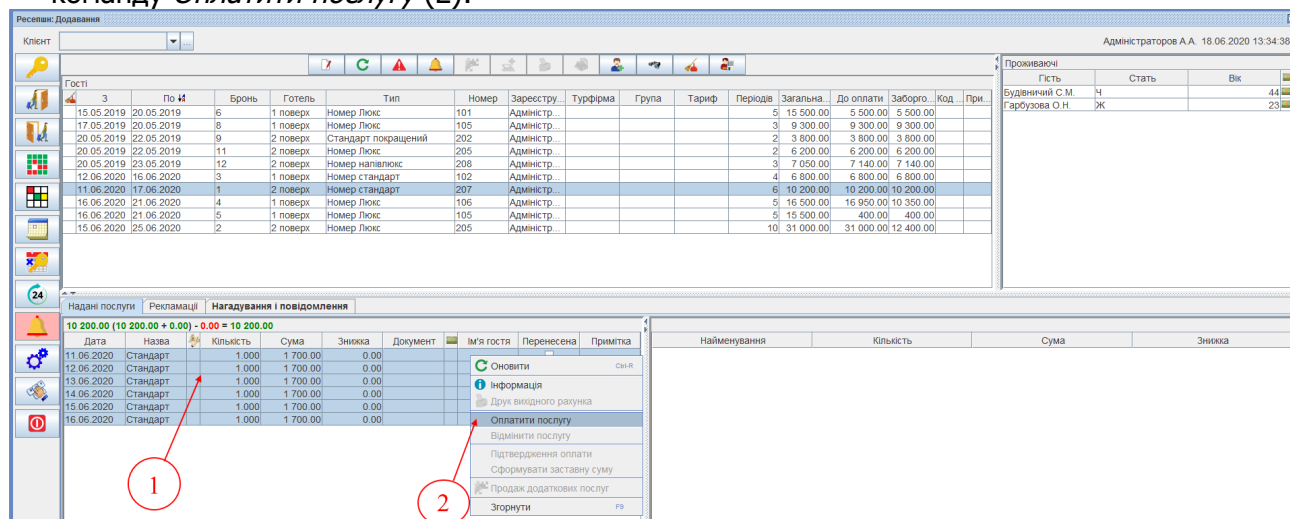 команду Оплатити послугу (2).
Ресепшн: Додавання
Клієнт
Адміністраторов А.А. 18.06.2020 13:34:38
Гості
З По Бронь Готель Тип Номер Зареєстру... Турфірма Група Тариф Періодів Загальна... До оплати Заборго... Код ... При...
15.05.2019 20.05.2019 6 1 поверх Номер Люкс 101 Адміністр... 5 15 500.00 5 500.00 5 500.00
17.05.2019 20.05.2019 8 1 поверх Номер Люкс 105 Адміністр... 3 9 300.00 9 300.00 9 300.00
20.05.2019 22.05.2019 9 2 поверх Стандарт покращений 202 Адміністр... 2 3 800.00 3 800.00 3 800.00
20.05.2019 22.05.2019 11 2 поверх Номер Люкс 205 Адміністр... 2 6 200.00 6 200.00 6 200.00
20.05.2019 23.05.2019 12 2 поверх Номер напівлюкс 208 Адміністр... 3 7 050.00 7 140.00 7 140.00
12.06.2020 16.06.2020 3 1 поверх Номер стандарт 102 Адміністр... 4 6 800.00 6 800.00 6 800.00
11.06.2020 17.06.2020 1 2 поверх Номер стандарт 207 Адміністр... 6 10 200.00 10 200.00 10 200.00
16.06.2020 21.06.2020 4 1 поверх Номер Люкс 106 Адміністр... 5 16 500.00 16 950.00 10 350.00
16.06.2020 21.06.2020 5 1 поверх Номер Люкс 105 Адміністр... 5 15 500.00 400.00 400.00
15.06.2020 25.06.2020 2 2 поверх Номер Люкс 205 Адміністр... 10 31 000.00 31 000.00 12 400.00
Проживаючі
Гість Стать Вік
Будівничий С.М. Ч 44
Гарбузова О.Н. Ж 23
24
Надані послуги Рекламації Нагадування і повідомлення
10 200.00 (10 200.00 + 0.00) - 0.00 = 10 200.00
Дата Назва Кількість Сума Знижка Документ Ім'я гостя Перенесена Примітка
11.06.2020 Стандарт 1.000 1 700.00 0.00
12.06.2020 Стандарт 1.000 1 700.00 0.00
13.06.2020 Стандарт 1.000 1 700.00 0.00
14.06.2020 Стандарт 1.000 1 700.00 0.00
15.06.2020 Стандарт 1.000 1 700.00 0.00
16.06.2020 Стандарт 1.000 1 700.00 0.00
Оновити Ctrl-R
Інформація
Друк вихідного рахунка
Оплатити послугу
Відмінити послугу
Підтвердження оплати
Сформувати заставну суму
Продаж додаткових послуг
Згорнути F9
1
2
Найменування Кількість Сума Знижка